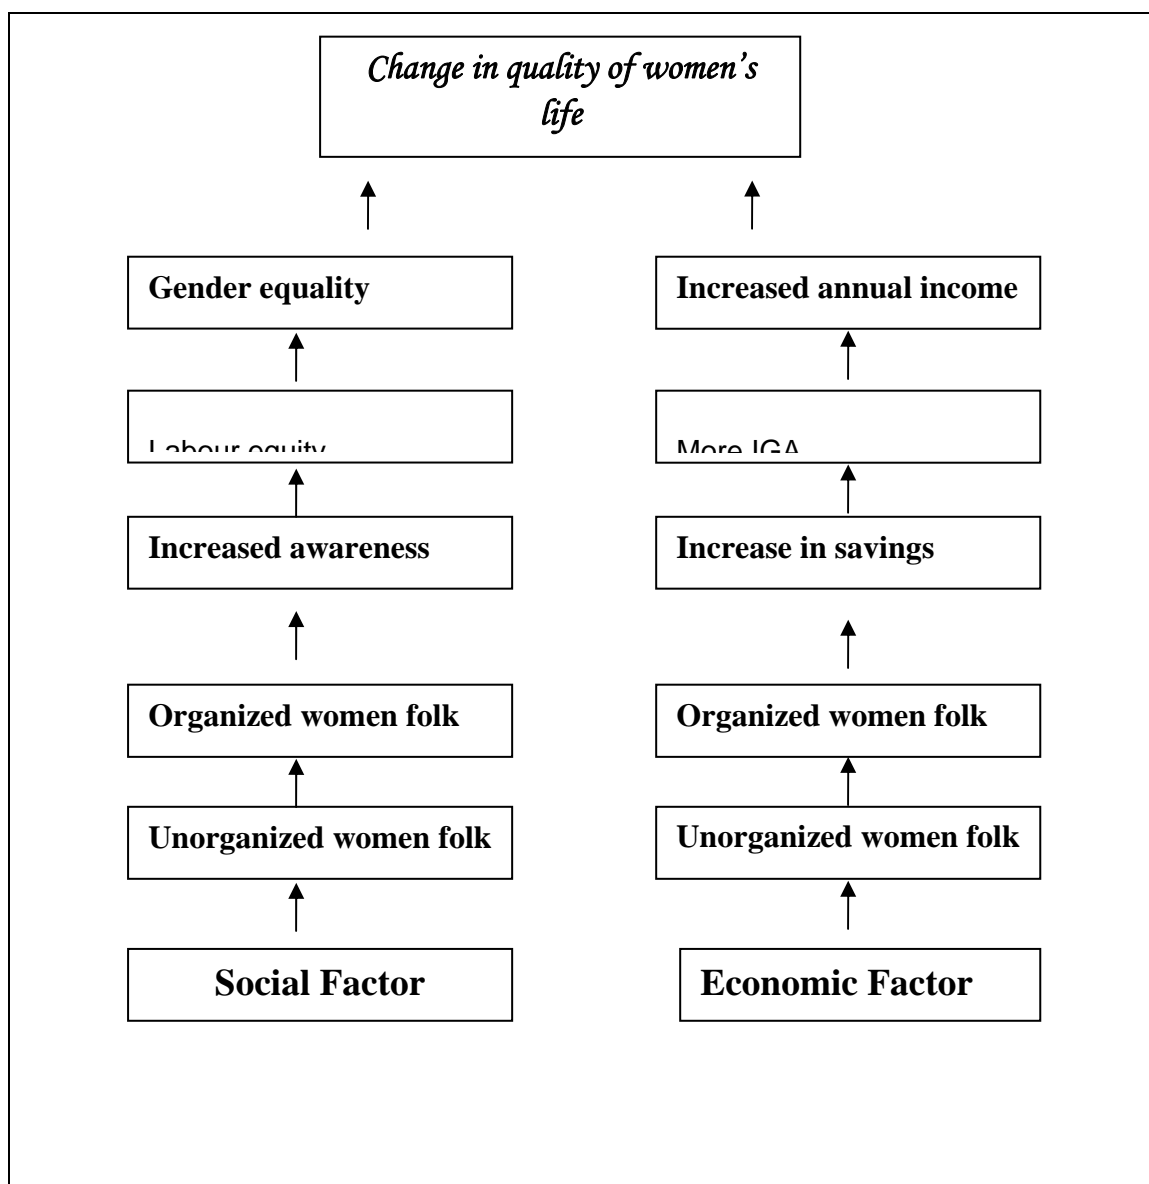 Change in quality of women's
life
Gender equality
Increased annual income
Labour equity
More IGA
Increased awareness
Increase in savings
Organized women folk
Organized women folk
Unorganized women folk
Unorganized women folk
Social Factor
Economic Factor